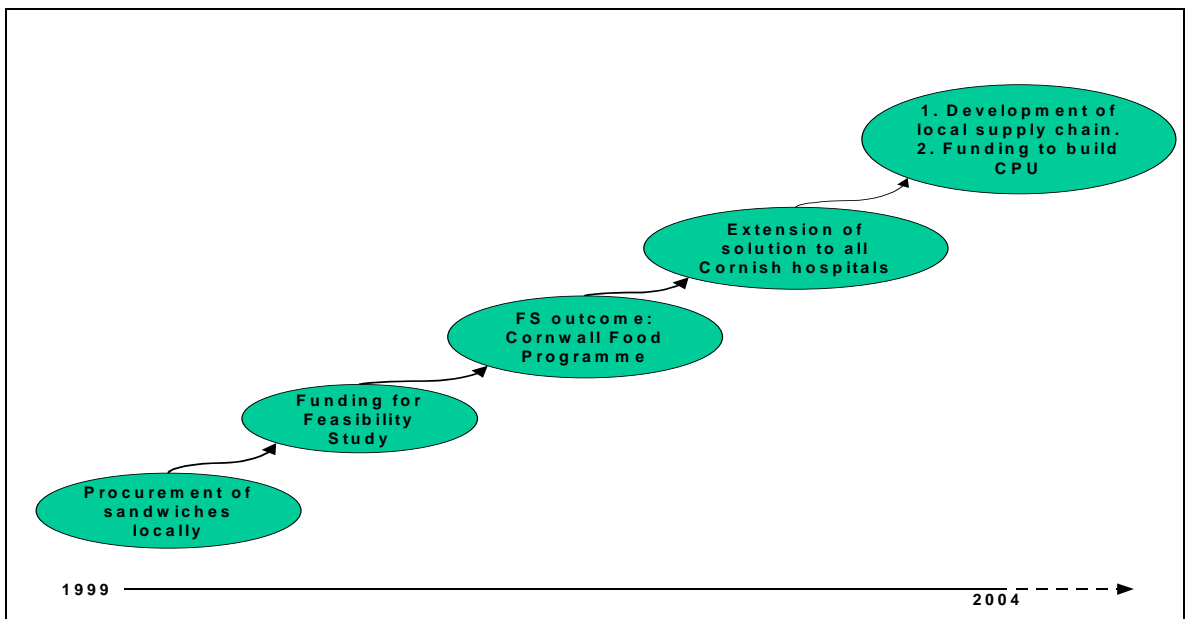 1. Development of
local supply chain.
2. Funding to build
CPU
Extension of
solution to all
Cornish hospitals
FS outcome:
Cornwall Food
Programme
Funding for
Feasibility
Study
Procurement of
sandwiches
locally
1999
2004